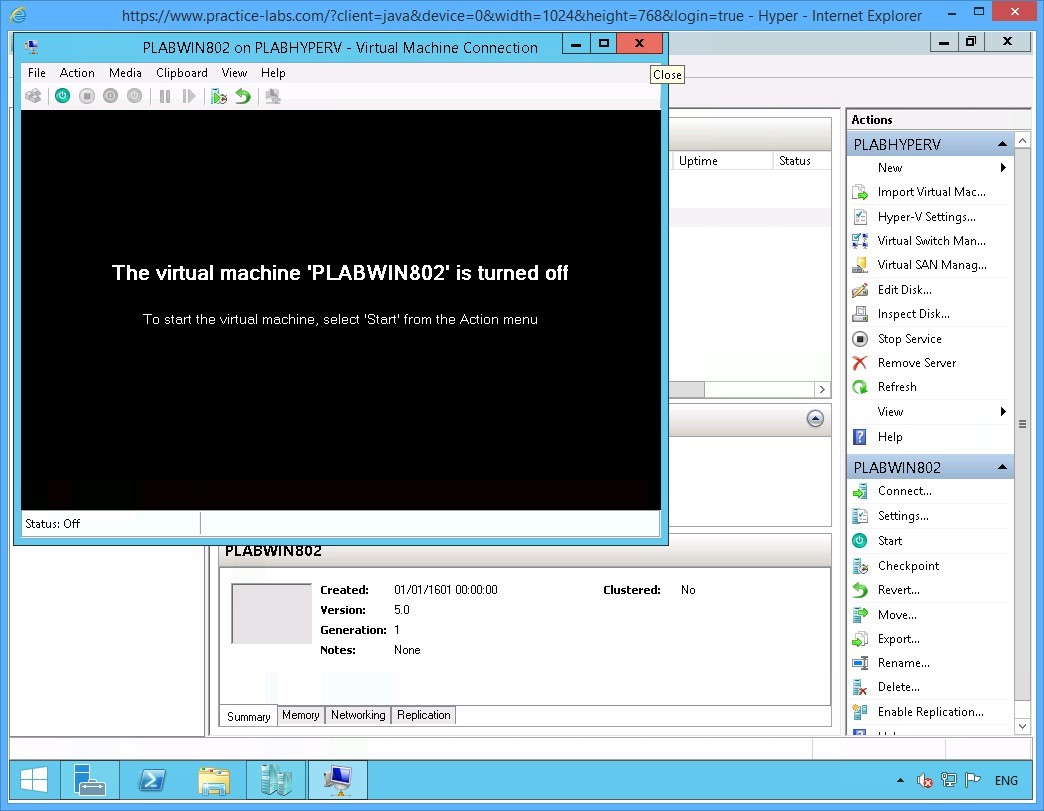 https://www.practice-labs.com/?client=java&device=0&width=1024&height=768&login=true - Hyper - Internet Explorer
PLABWIN802 on PLABHYPERV - Virtual Machine Connection
Close
File Action Media Clipboard View Help
The virtual machine 'PLABWIN802' is turned off
To start the virtual machine, select 'Start' from the Action menu
Status: Off
Uptime Status
PLABWIN802
Created: 01/01/1601 00:00:00 Clustered: No
Version: 5.0
Generation: 1
Notes: None
Summary Memory Networking Replication
Actions
PLABHYPERV
New
Import Virtual Mac...
Hyper-V Settings...
Virtual Switch Man...
Virtual SAN Manag...
Edit Disk...
Inspect Disk...
Stop Service
Remove Server
Refresh
View
Help
PLABWIN802
Connect...
Settings...
Start
Checkpoint
Revert...
Move...
Export...
Rename...
Delete...
Enable Replication...
ENG